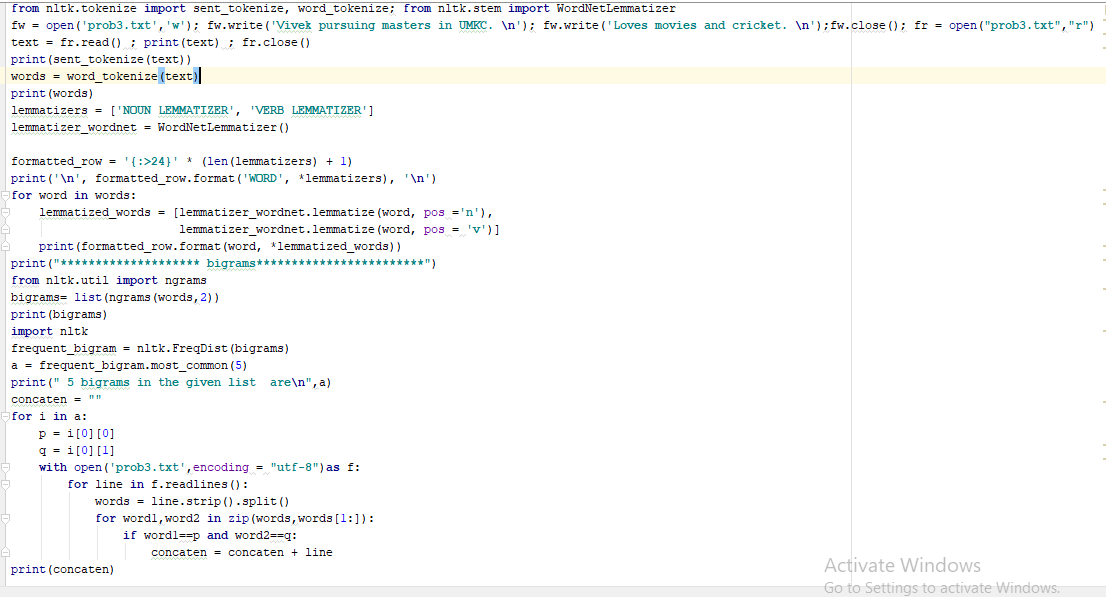 from nltk.tokenize import sent_tokenize, word_tokenize; from nltk.stem import WordNetLemmatizer
fw = open('prob3.txt','w'); fw.write('Vivek pursuing masters in UMKC. \n'); fw.write('Loves movies and cricket. \n');fw.close(); fr = open("prob3.txt","r")
text = fr.read() ; print(text) ; fr.close()
print(sent_tokenize(text))
words = word_tokenize(text)
print(words)
lemmatizers = ['NOUN LEMMATIZER', 'VERB LEMMATIZER']
lemmatizer_wordnet = WordNetLemmatizer()

formatted_row = '{:>24}' * (len(lemmatizers) + 1)
print('\n', formatted_row.format('WORD', *lemmatizers), '\n')
for word in words:
    lemmatized_words = [lemmatizer_wordnet.lemmatize(word, pos ='n'),
                        lemmatizer_wordnet.lemmatize(word, pos = 'v')]
    print(formatted_row.format(word, *lemmatized_words))
print("******************** bigrams************************")
from nltk.util import ngrams
bigrams= list(ngrams(words,2))
print(bigrams)
import nltk
frequent_bigram = nltk.FreqDist(bigrams)
a = frequent_bigram.most_common(5)
print(" 5 bigrams in the given list  are\n",a)
concaten = ""
for i in a:
    p = i[0][0]
    q = i[0][1]
    with open('prob3.txt',encoding = "utf-8")as f:
        for line in f.readlines():
            words = line.strip().split()
            for word1,word2 in zip(words,words[1:]):
                if word1==p and word2==q:
                    concaten = concaten + line
print(concaten)
Activate Windows
Go to Settings to activate Windows.